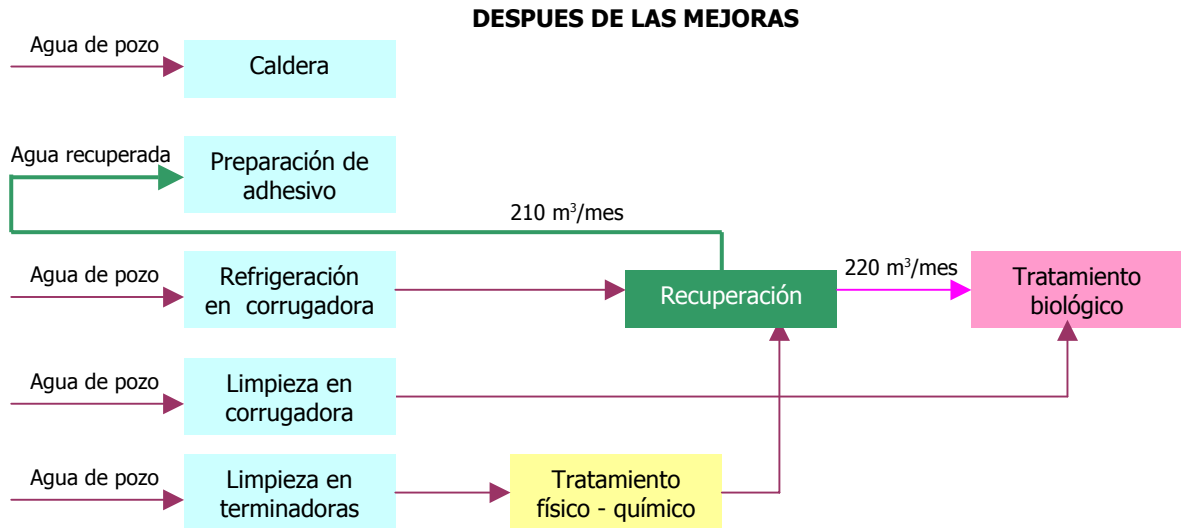 DESPUES DE LAS MEJORAS
Agua de pozo
Caldera
Agua recuperada
Preparación de
adhesivo
210 m³/mes
Agua de pozo
Refrigeración
en corrugadora
Recuperación
220 m³/mes
Tratamiento
biológico
Agua de pozo
Limpieza en
corrugadora
Agua de pozo
Limpieza en
terminadoras
Tratamiento
físico - químico